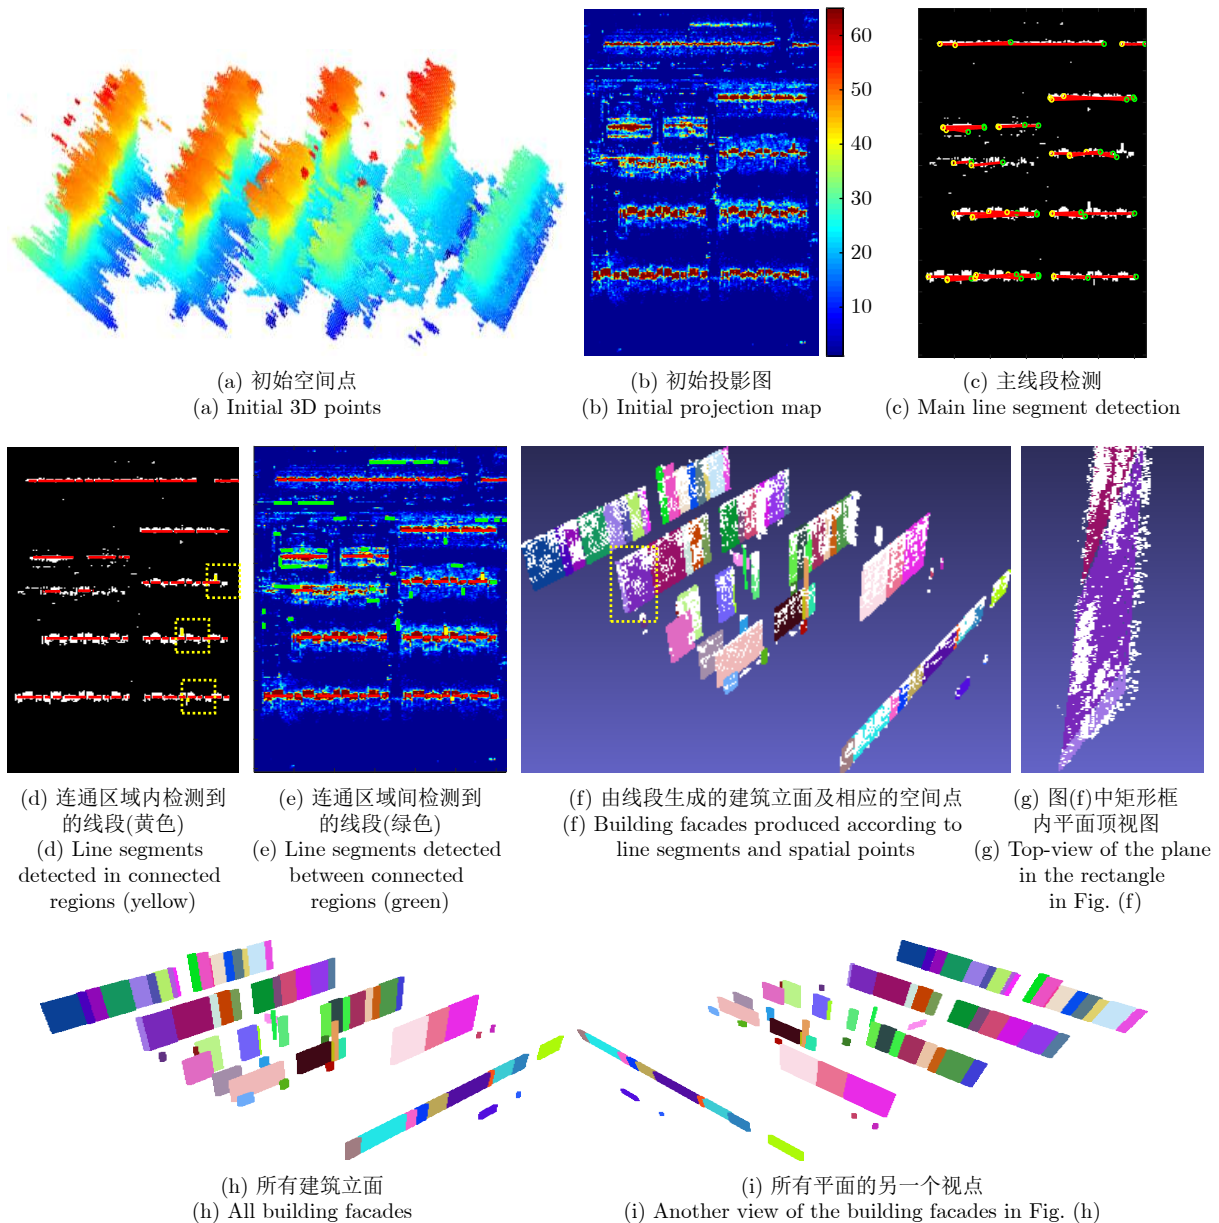 60
50
40
30
20
10
(a) 初始空间点
(a) Initial 3D points
(b) 初始投影图
(b) Initial projection map
(c) 主线段检测
(c) Main line segment detection
(d) 连通区域内检测到
的线段(黄色)
(d) Line segments
detected in connected
regions (yellow)
(e) 连通区域间检测到
的线段(绿色)
(e) Line segments detected
between connected
regions (green)
(f) 由线段生成的建筑立面及相应的空间点
(f) Building facades produced according to
line segments and spatial points
(g) 图(f)中矩形框
内平面顶视图
(g) Top-view of the plane
in the rectangle
in Fig. (f)
(h) 所有建筑立面
(h) All building facades
(i) 所有平面的另一个视点
(i) Another view of the building facades in Fig. (h)